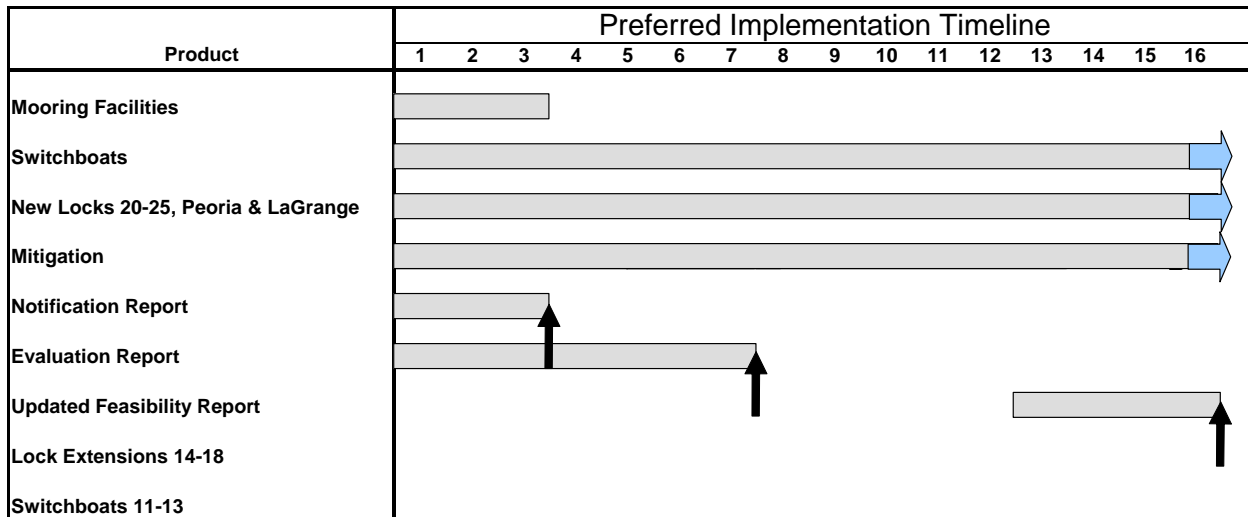 Preferred Implementation Timeline
Product 1 2 3 4 5 6 7 8 9 10 11 12 13 14 15 16
Mooring Facilities
Switchboats
New Locks 20-25, Peoria & LaGrange
Mitigation
Notification Report
Evaluation Report
Updated Feasibility Report
Lock Extensions 14-18
Switchboats 11-13